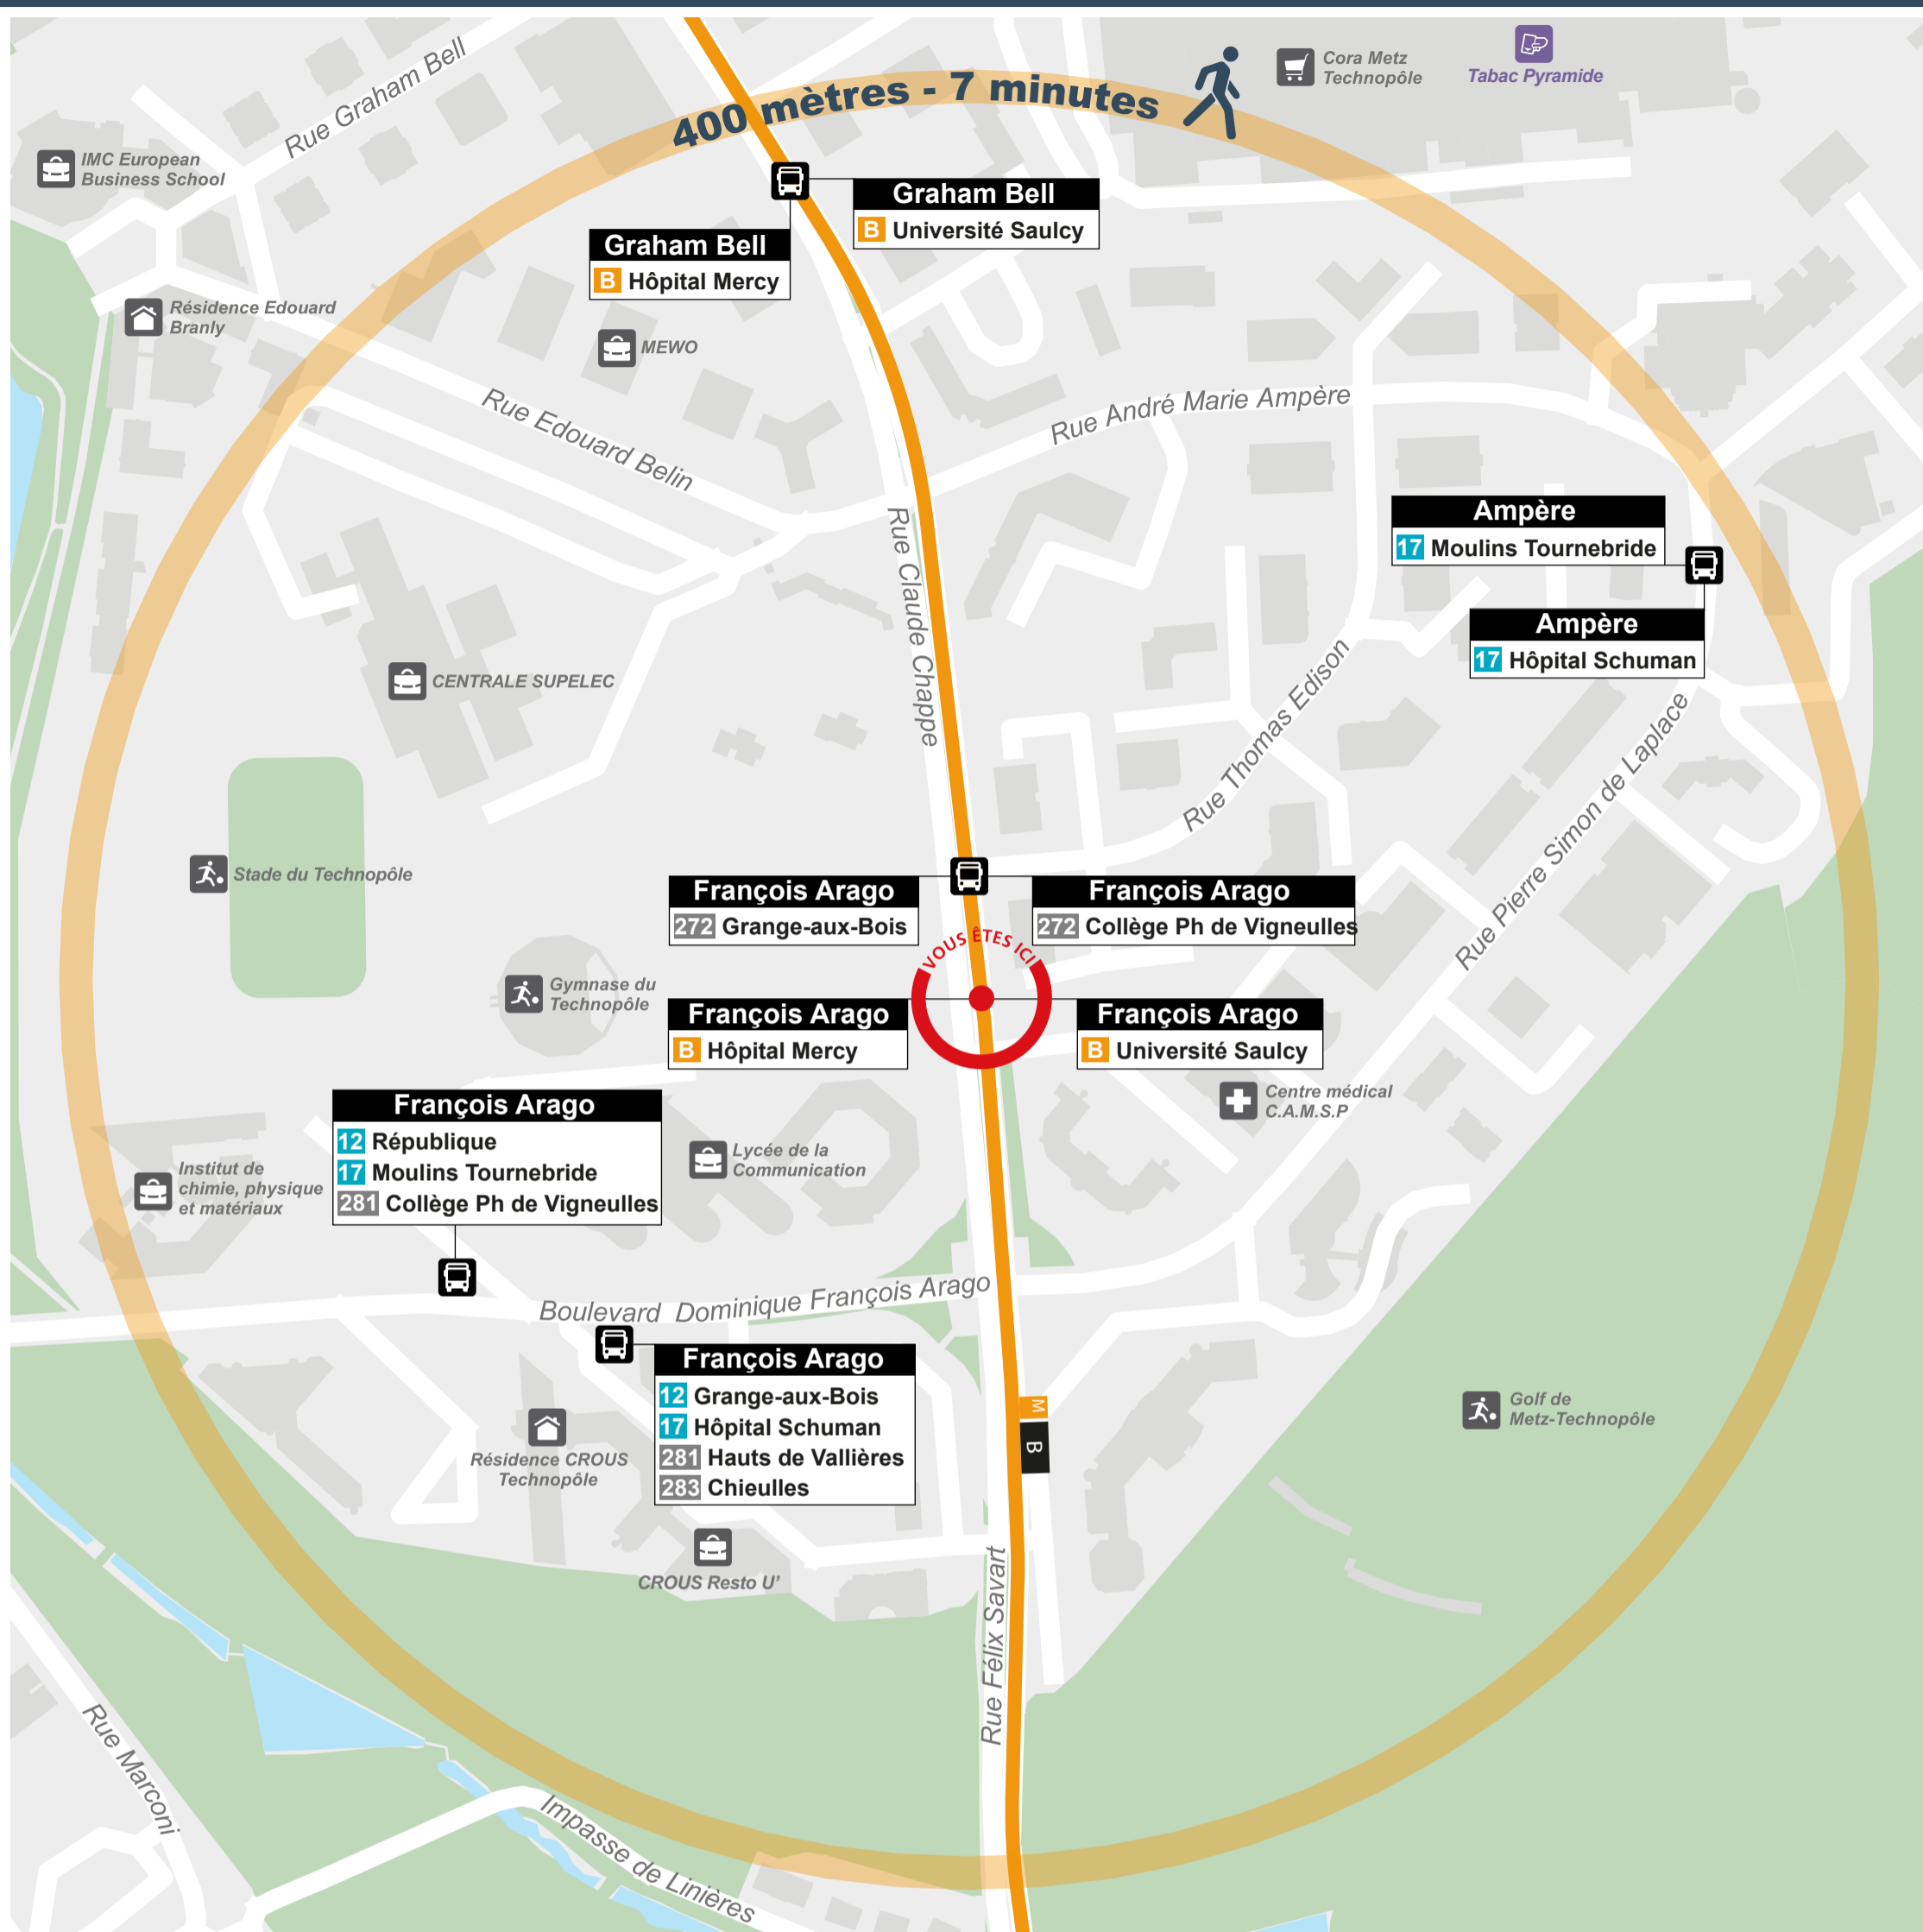 400 mètres - 7 minutes
Cora Metz
Technopôle
Tabac Pyramide
Rue Graham Bell
IMC European
Business School
Graham Bell
B Université Saulcy
Graham Bell
B Hôpital Mercy
Résidence Edouard
Branly
MEWO
Rue Edouard Belin
Rue André Marie Ampère
Rue Claude Chappe
Ampère
17 Moulins Tournebride
Ampère
17 Hôpital Schuman
CENTRALE SUPELEC
Rue Thomas Edison
Rue Pierre Simon de Laplace
Stade du Technopôle
François Arago
272 Grange-aux-Bois
François Arago
272 Collège Ph de Vigneulles
VOUS ÊTES ICI
Gymnase du
Technopôle
François Arago
B Hôpital Mercy
François Arago
B Université Saulcy
Centre médical
C.A.M.S.P
François Arago
12 République
17 Moulins Tournebride
281 Collège Ph de Vigneulles
Lycée de la
Communication
Institut de
chimie, physique
et matériaux
Boulevard Dominique François Arago
François Arago
12 Grange-aux-Bois
17 Hôpital Schuman
281 Hauts de Vallières
283 Chieulles
M
B
Golf de
Metz-Technopôle
Résidence CROUS
Technopôle
CROUS Resto U'
Rue Félix Savart
Rue Marconi
Impasse de Linières